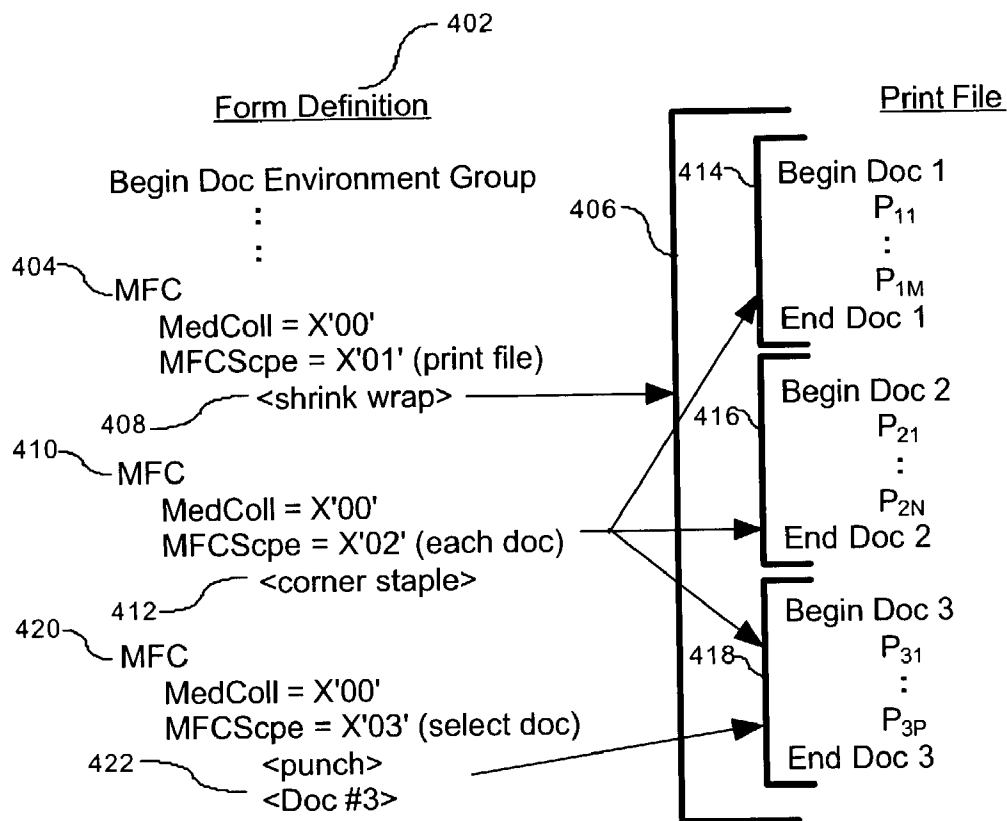 402
Form Definition
Begin Doc Environment Group
:
:
404
MFC
MedColl = X'00'
MFCScpe = X'01' (print file)
<shrink wrap>
408
410
MFC
MedColl = X'00'
MFCScpe = X'02' (each doc)
<corner staple>
412
420
MFC
MedColl = X'00'
MFCScpe = X'03' (select doc)
<punch>
422
<Doc #3>
Print File
406
414
Begin Doc 1
P11
:
P1M
End Doc 1
416
Begin Doc 2
P21
:
P2N
End Doc 2
418
Begin Doc 3
P31
:
P3P
End Doc 3